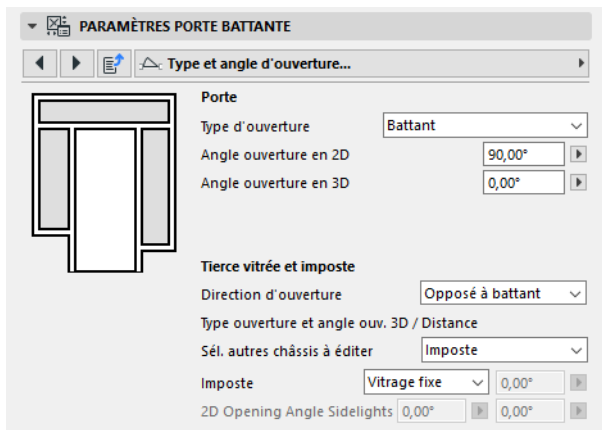 PARAMÈTRES PORTE BATTANTE
Type et angle d'ouverture...
Porte
Type d'ouverture Battant
Angle ouverture en 2D 90,00°
Angle ouverture en 3D 0,00°
Tierce vitrée et imposte
Direction d'ouverture Opposé à battant
Type ouverture et angle ouv. 3D / Distance
Sél. autres châssis à éditer Imposte
Imposte Vitrage fixe 0,00°
2D Opening Angle Sidelights 0,00° 0,00°